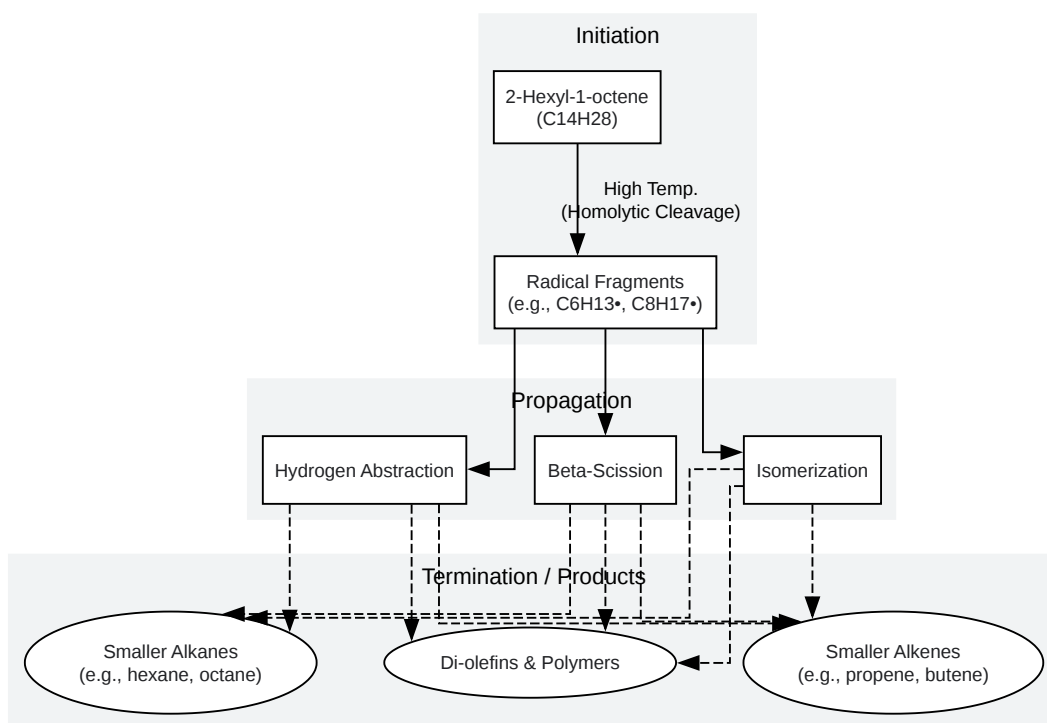 Initiation
2-Hexyl-1-octene
(C14H28)
High Temp.
(Homolytic Cleavage)
Radical Fragments
(e.g., C6H13•, C8H17•)
Propagation
Hydrogen Abstraction
Beta-Scission
Isomerization
Termination / Products
Smaller Alkanes
(e.g., hexane, octane)
Di-olefins & Polymers
Smaller Alkenes
(e.g., propene, butene)